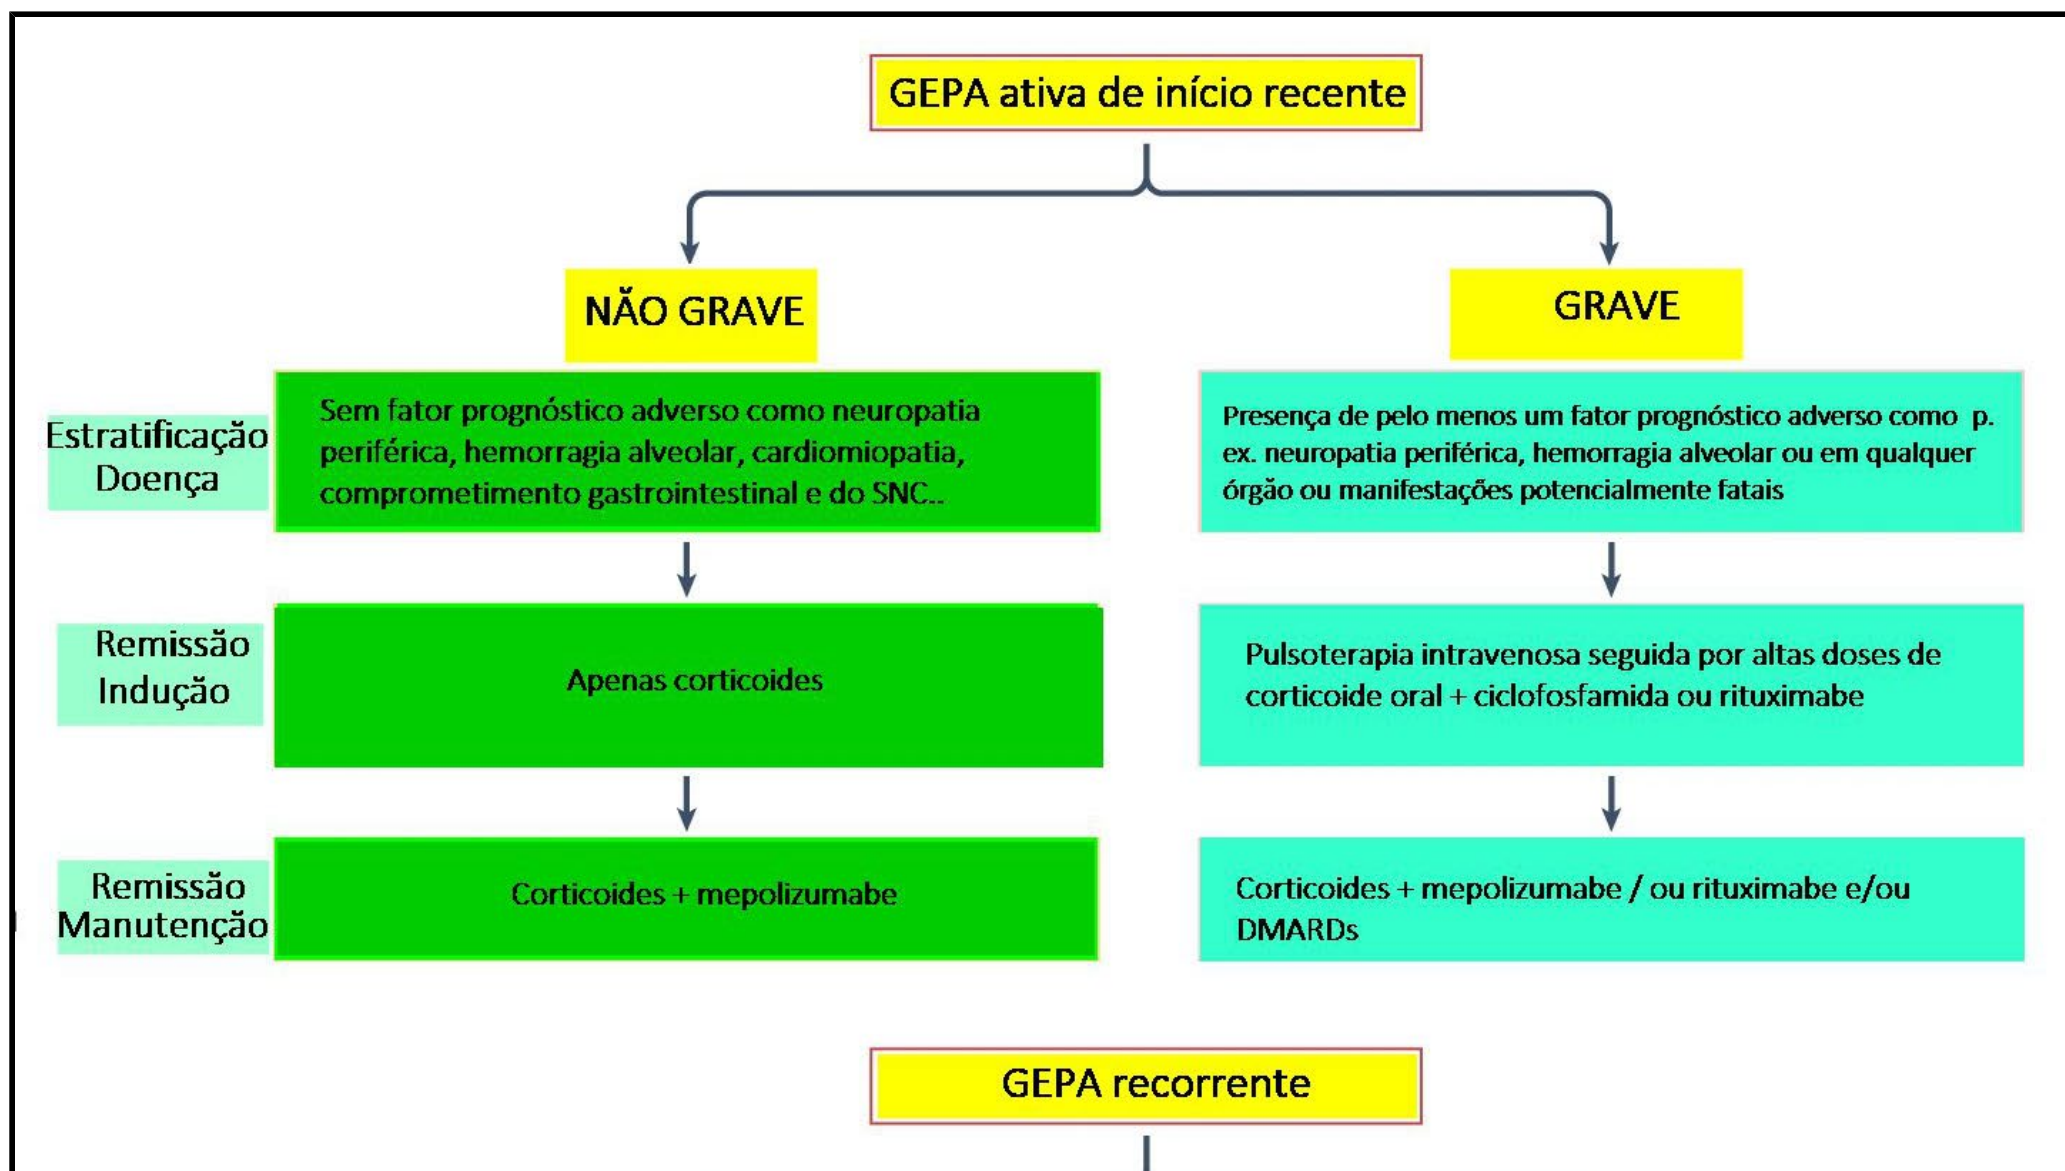 GEPA ativa de início recente
NÃO GRAVE
GRAVE
Estratificação
Doença
Sem fator prognóstico adverso como neuropatia
periférica, hemorragia alveolar, cardiomiopatia,
comprometimento gastrointestinal e do SNC..
Presença de pelo menos um fator prognóstico adverso como p.
ex. neuropatia periférica, hemorragia alveolar ou em qualquer
órgão ou manifestações potencialmente fatais
Remissão
Indução
Apenas corticoides
Pulsoterapia intravenosa seguida por altas doses de
corticoide oral + ciclofosfamida ou rituximabe
Remissão
Manutenção
Corticoides + mepolizumabe
Corticoides + mepolizumabe / ou rituximabe e/ou
DMARDs
GEPA recorrente